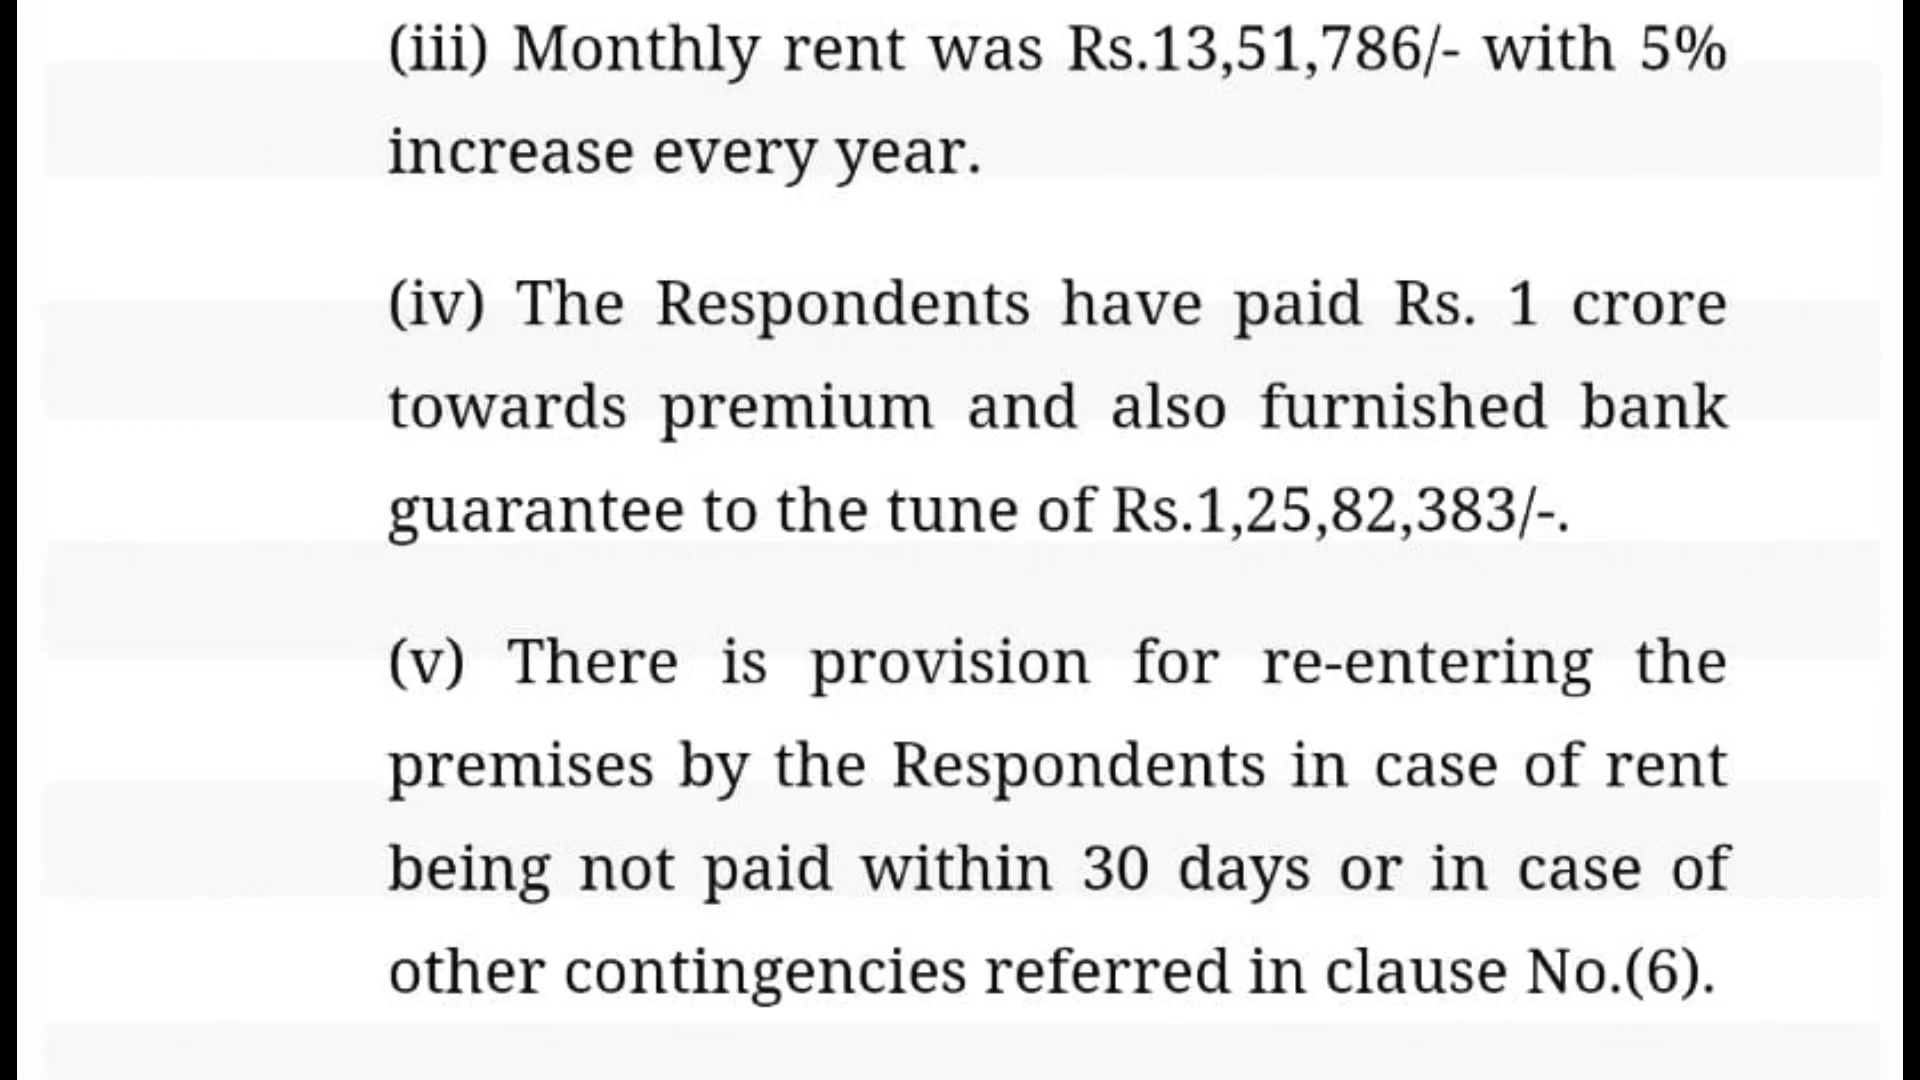 (iii) Monthly rent was Rs.13,51,786/- with 5%
increase every year.
(iv) The Respondents have paid Rs. 1 crore
towards premium and also furnished bank
guarantee to the tune of Rs.1,25,82,383/-.
(v) There is provision for re-entering the
premises by the Respondents in case of rent
being not paid within 30 days or in case of
other contingencies referred in clause No.(6).